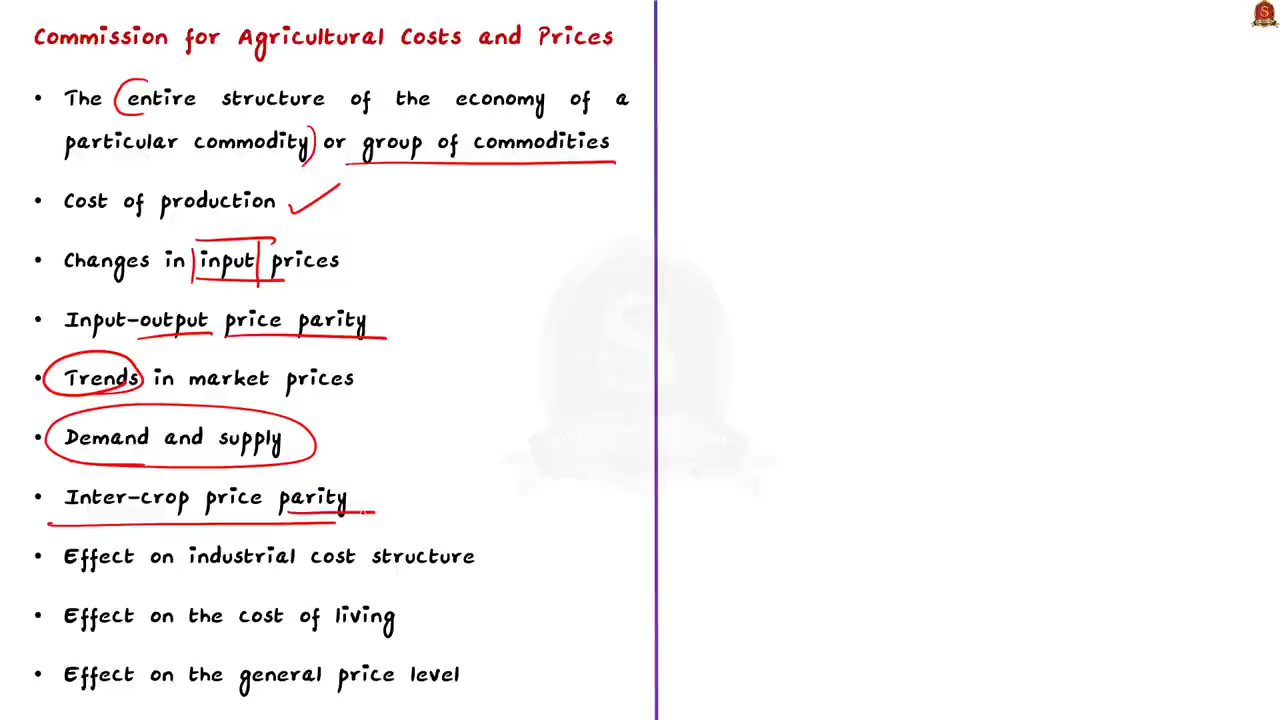 Commission for Agricultural Costs and Prices
• The entire structure of the economy of a
particular commodity) or group of commodities
• Cost of production
• Changes in input prices
• Input-output price parity
• Trends in market prices
• Demand and supply
• Inter-crop price parity
• Effect on industrial cost structure
• Effect on the cost of living
• Effect on the general price level
S